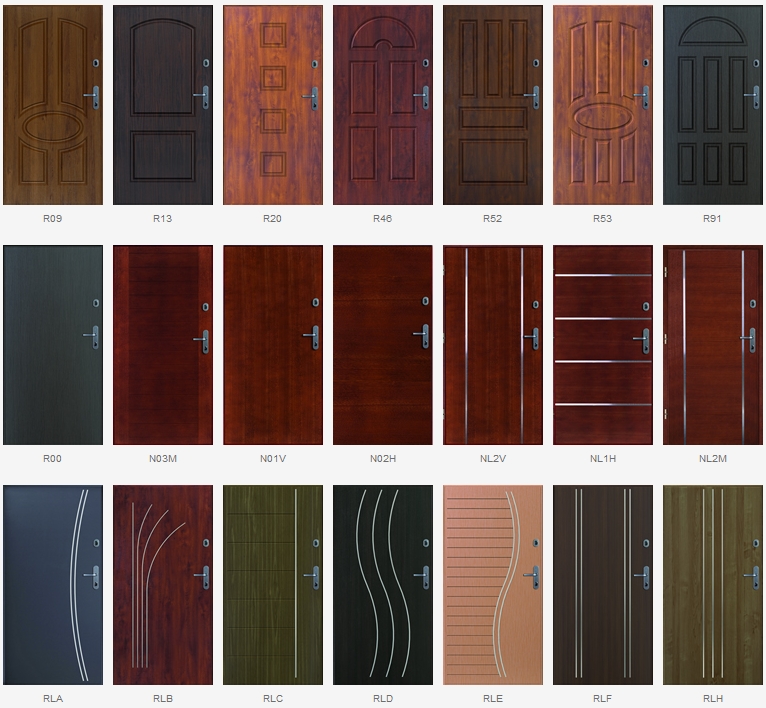 R09 R13 R20 R46 R52 R53 R91
R00 N03M N01V N02H NL2V NL1H NL2M
RLA RLB RLC RLD RLE RLF RLH